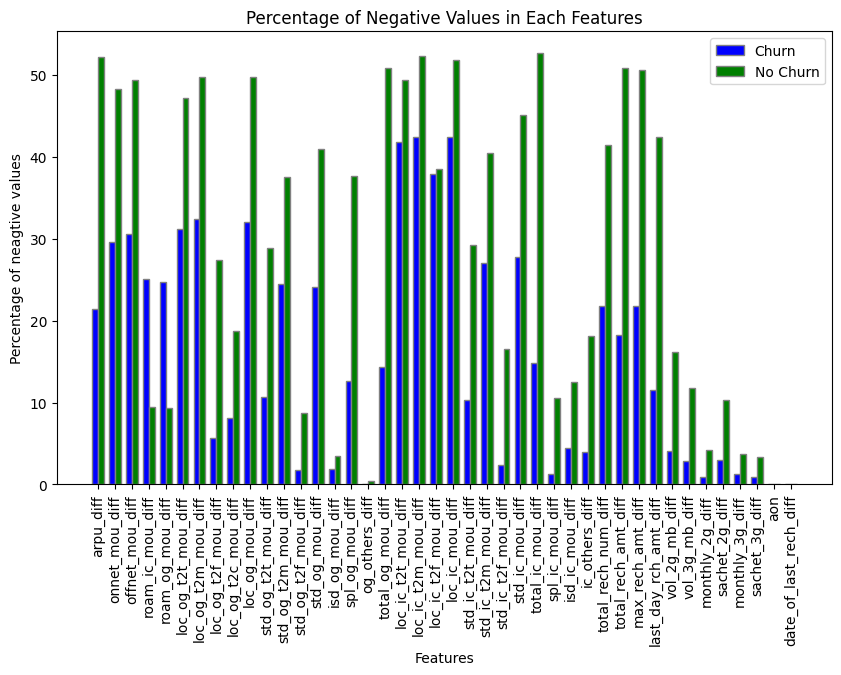 Percentage of Negative Values in Each Features
Churn
No Churn
Percentage of neagtive values
50
40
30
20
10
0
arpu_diff
onnet_mou_diff
offnet_mou_diff
roam_ic_mou_diff
roam_og_mou_diff
loc_og_t2t_mou_diff
loc_og_t2m_mou_diff
loc_og_t2f_mou_diff
loc_og_t2c_mou_diff
loc_og_mou_diff
std_og_t2t_mou_diff
std_og_t2m_mou_diff
std_og_t2f_mou_diff
std_og_mou_diff
isd_og_mou_diff
spl_og_mou_diff
og_others_diff
total_og_mou_diff
loc_ic_t2t_mou_diff
loc_ic_t2m_mou_diff
loc_ic_t2f_mou_diff
loc_ic_mou_diff
std_ic_t2t_mou_diff
std_ic_t2m_mou_diff
std_ic_t2f_mou_diff
std_ic_mou_diff
total_ic_mou_diff
spl_ic_mou_diff
isd_ic_mou_diff
ic_others_diff
total_rech_num_diff
total_rech_amt_diff
max_rech_amt_diff
last_day_rch_amt_diff
vol_2g_mb_diff
vol_3g_mb_diff
monthly_2g_diff
sachet_2g_diff
monthly_3g_diff
sachet_3g_diff
aon
date_of_last_rech_diff
Features